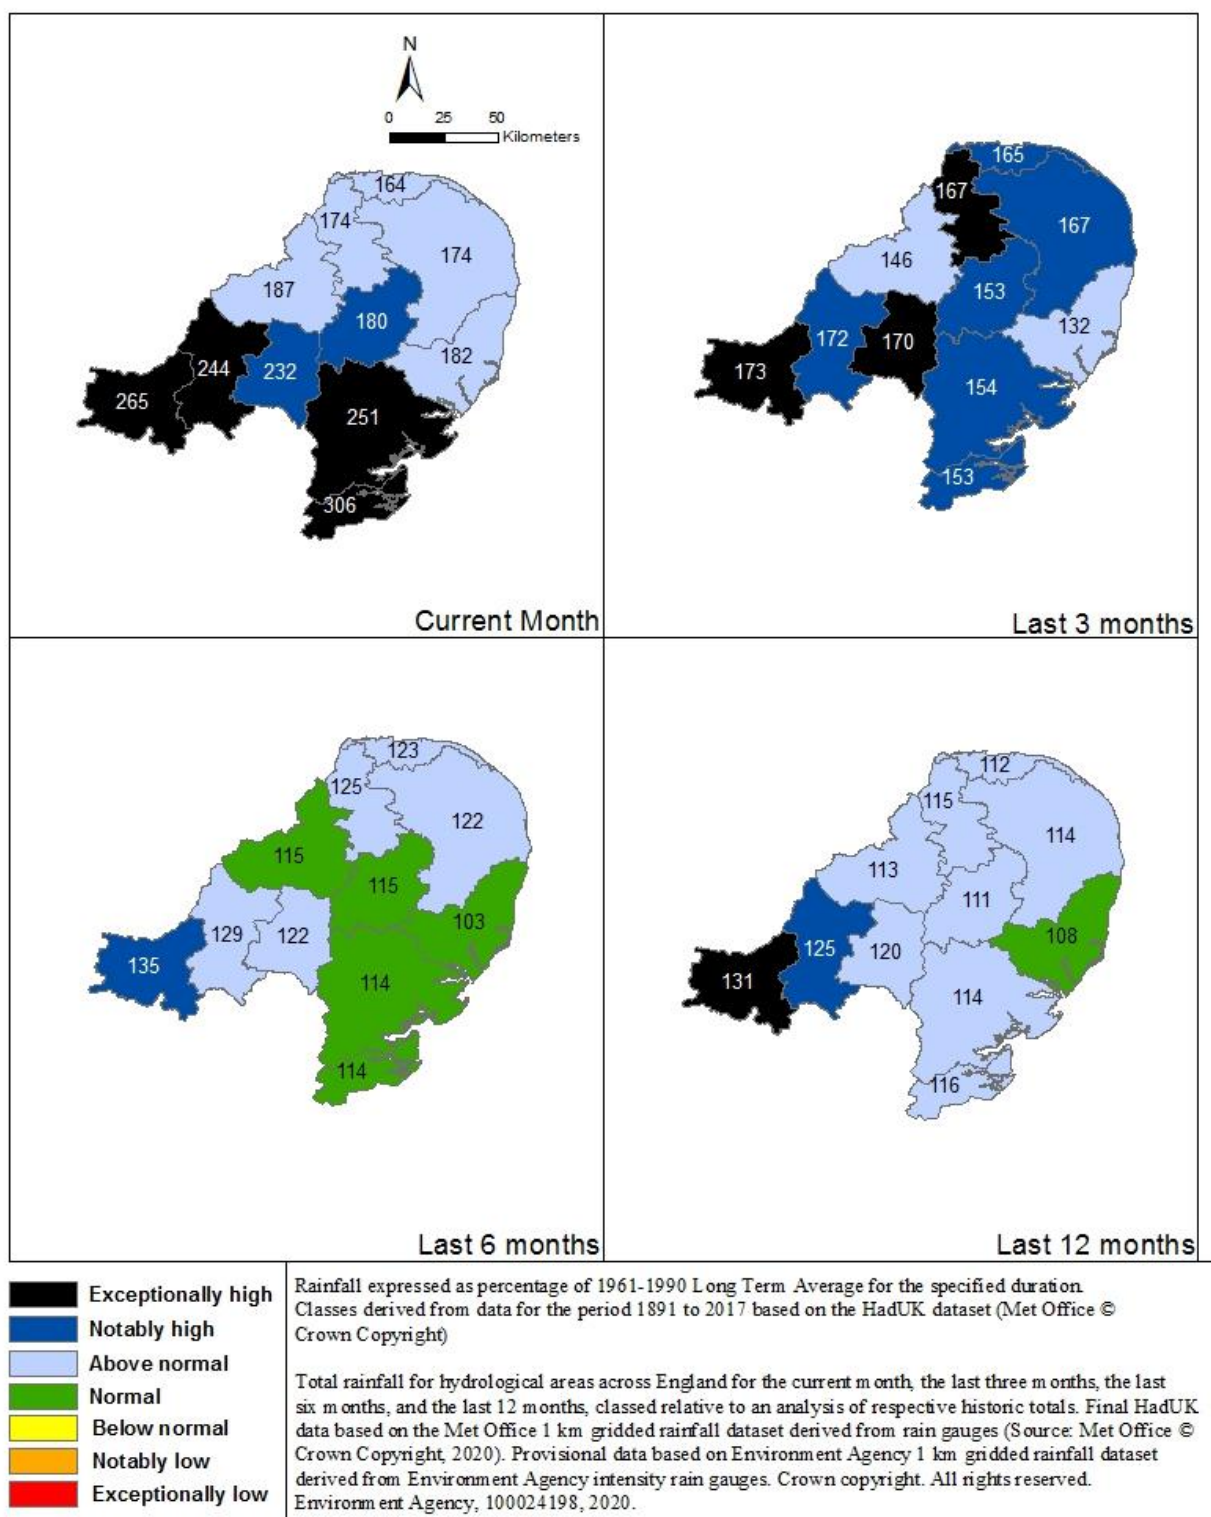 N
0 25 50
Kilometers
164
174
174
187
180
182
244
232
265
251
306
Current Month
165
167
167
146
153
132
172
170
173
154
153
Last 3 months
123
125
122
115
115
103
129
122
135
114
114
Last 6 months
112
115
114
113
111
108
125
120
131
114
116
Last 12 months
Exceptionally high
Notably high
Above normal
Normal
Below normal
Notably low
Exceptionally low
Rainfall expressed as percentage of 1961-1990 Long Term Average for the specified duration.
Classes derived from data for the period 1891 to 2017 based on the HadUK dataset (Met Office ©
Crown Copyright)
Total rainfall for hydrological areas across England for the current month, the last three months, the last
six months, and the last 12 months, classed relative to an analysis of respective historic totals. Final HadUK
data based on the Met Office 1 km gridded rainfall dataset derived from rain gauges (Source: Met Office ©
Crown Copyright, 2020). Provisional data based on Environment Agency 1 km gridded rainfall dataset
derived from Environment Agency intensity rain gauges. Crown copyright. All rights reserved.
Environment Agency, 100024198, 2020.